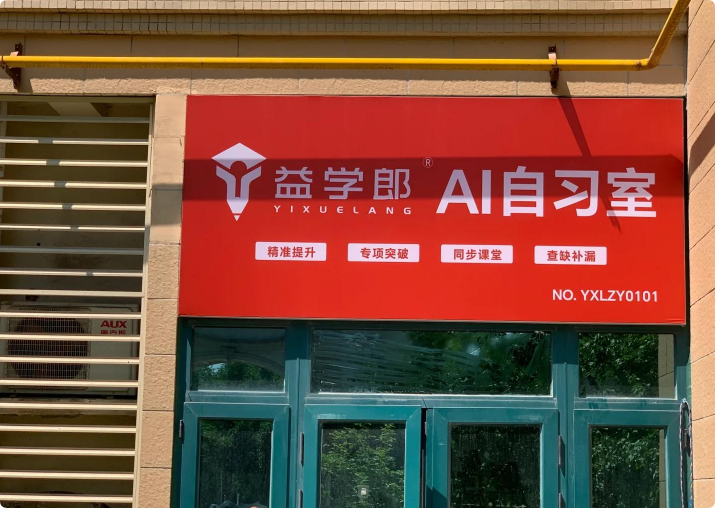 益学郎® AI自习室
YIXUELANG
精准提升 专项突破 同步课堂 查缺补漏
NO. YXLZY0101
AUX